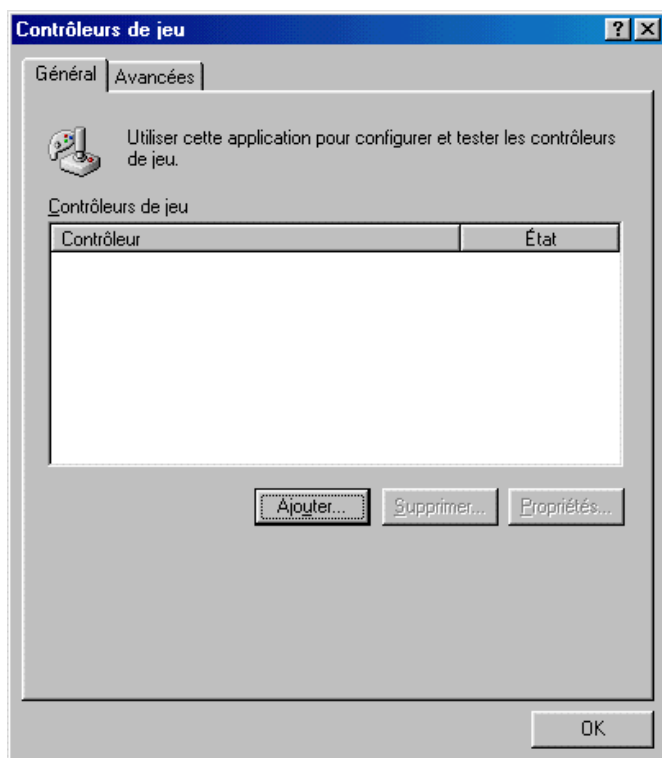 Contrôleurs de jeu
Général
Avancées
Utiliser cette application pour configurer et tester les contrôleurs
de jeu.
Contrôleurs de jeu
Contrôleur
État
Ajouter...
Supprimer...
Propriétés...
OK